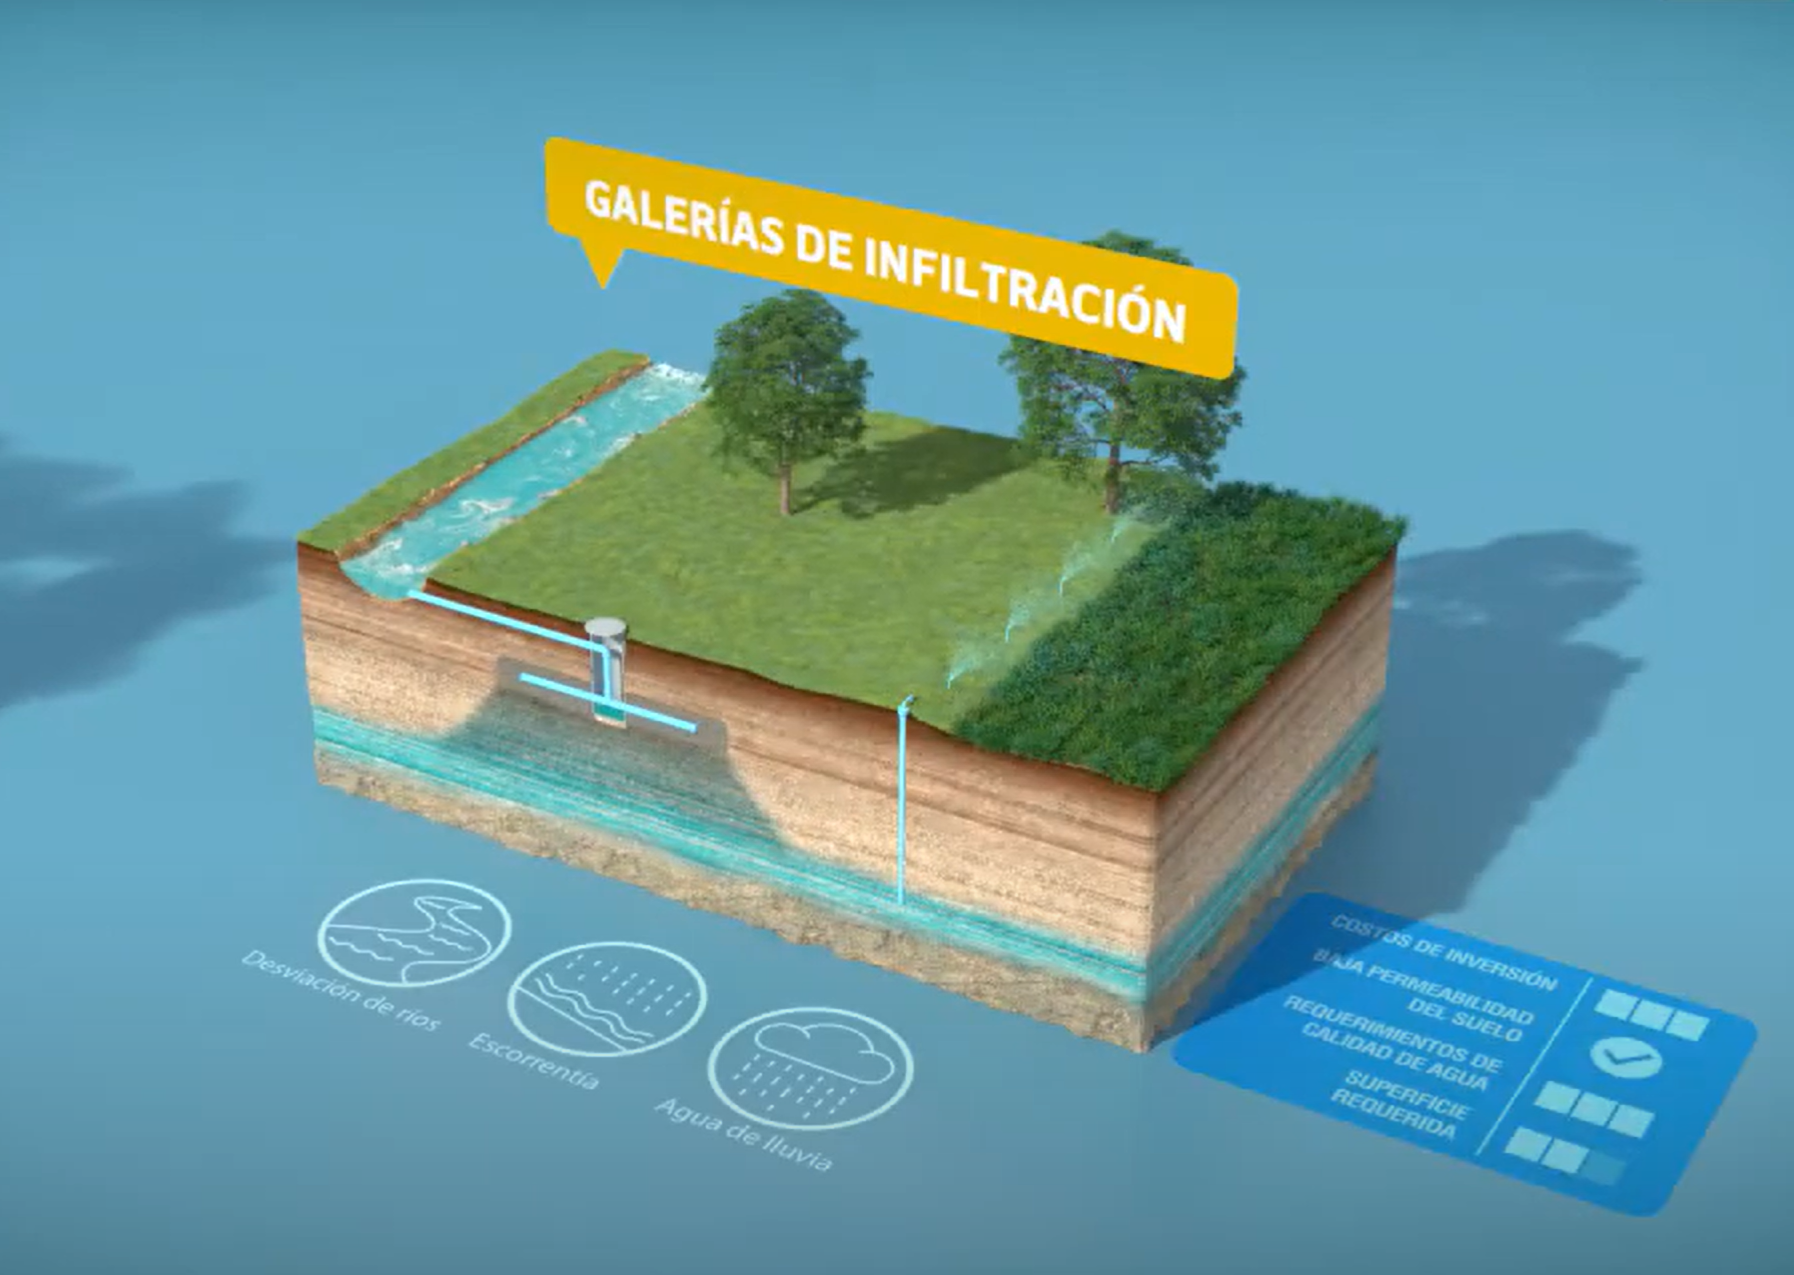 GALERÍAS DE INFILTRACIÓN
Desviación de ríos
Escorrentía
Agua de lluvia
COSTOS DE INVERSIÓN
BAJA PERMEABILIDAD
DEL SUELO
REQUERIMIENTOS DE
CALIDAD DE AGUA
SUPERFICIE
REQUERIDA